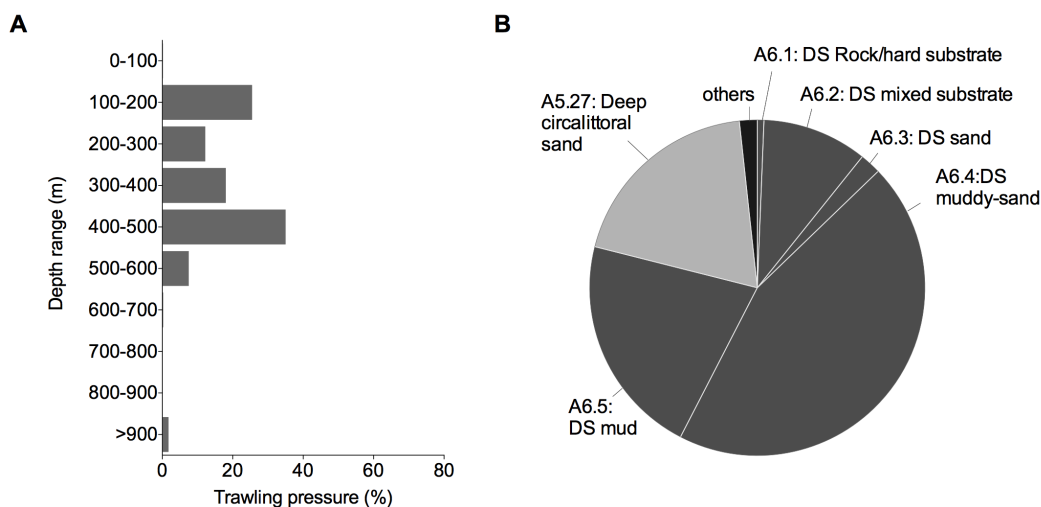 A
0-100
100-200
200-300
300-400
400-500
500-600
600-700
700-800
800-900
>900
Depth range (m)
0
20
40
60
80
Trawling pressure (%)
B
A6.1: DS Rock/hard substrate
others
A6.2: DS mixed substrate
A5.27: Deep
circalittoral
sand
A6.3: DS sand
A6.4:DS
muddy-sand
A6.5:
DS mud